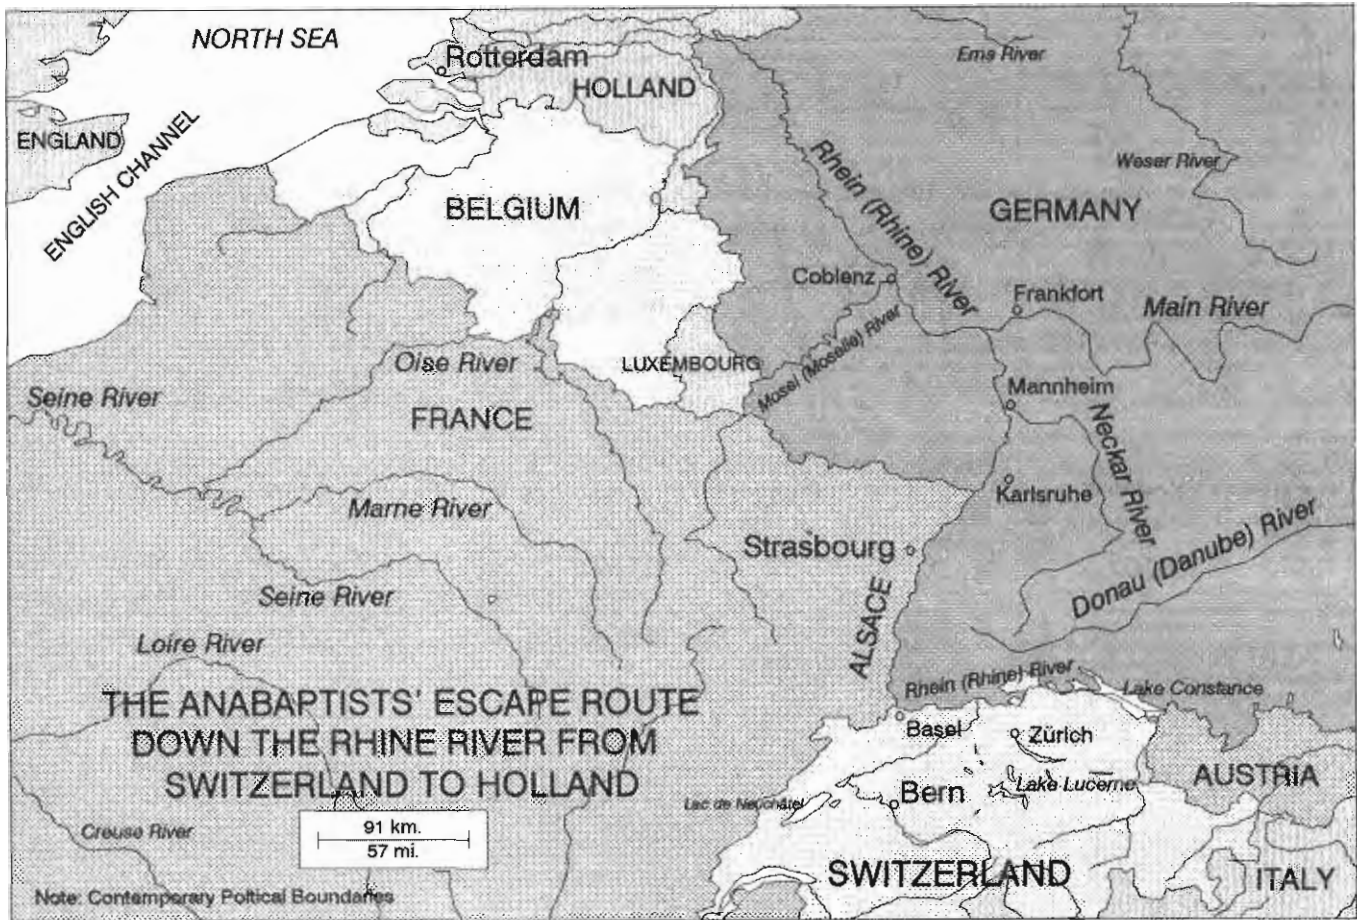 NORTH SEA
Rotterdam
HOLLAND
Ems River
ENGLAND
ENGLISH CHANNEL
Weser River
Rhein (Rhine) River
BELGIUM
GERMANY
Coblenz
Frankfort
Main River
Mosel (Moselle) River
Oise River
LUXEMBOURG
Seine River
Mannheim
FRANCE
Neckar River
Karlsruhe
Marne River
Strasbourg
Donau (Danube) River
Seine River
ALSACE
Loire River
Rhein (Rhine) River
Lake Constance
THE ANABAPTISTS' ESCAPE ROUTE
DOWN THE RHINE RIVER FROM
SWITZERLAND TO HOLLAND
Basel
Zürich
AUSTRIA
Lake Lucerne
Bern
Lac de Neuchâtel
Creuse River
91 km.
57 mi.
SWITZERLAND
ITALY
Note: Contemporary Poltical Boundaries